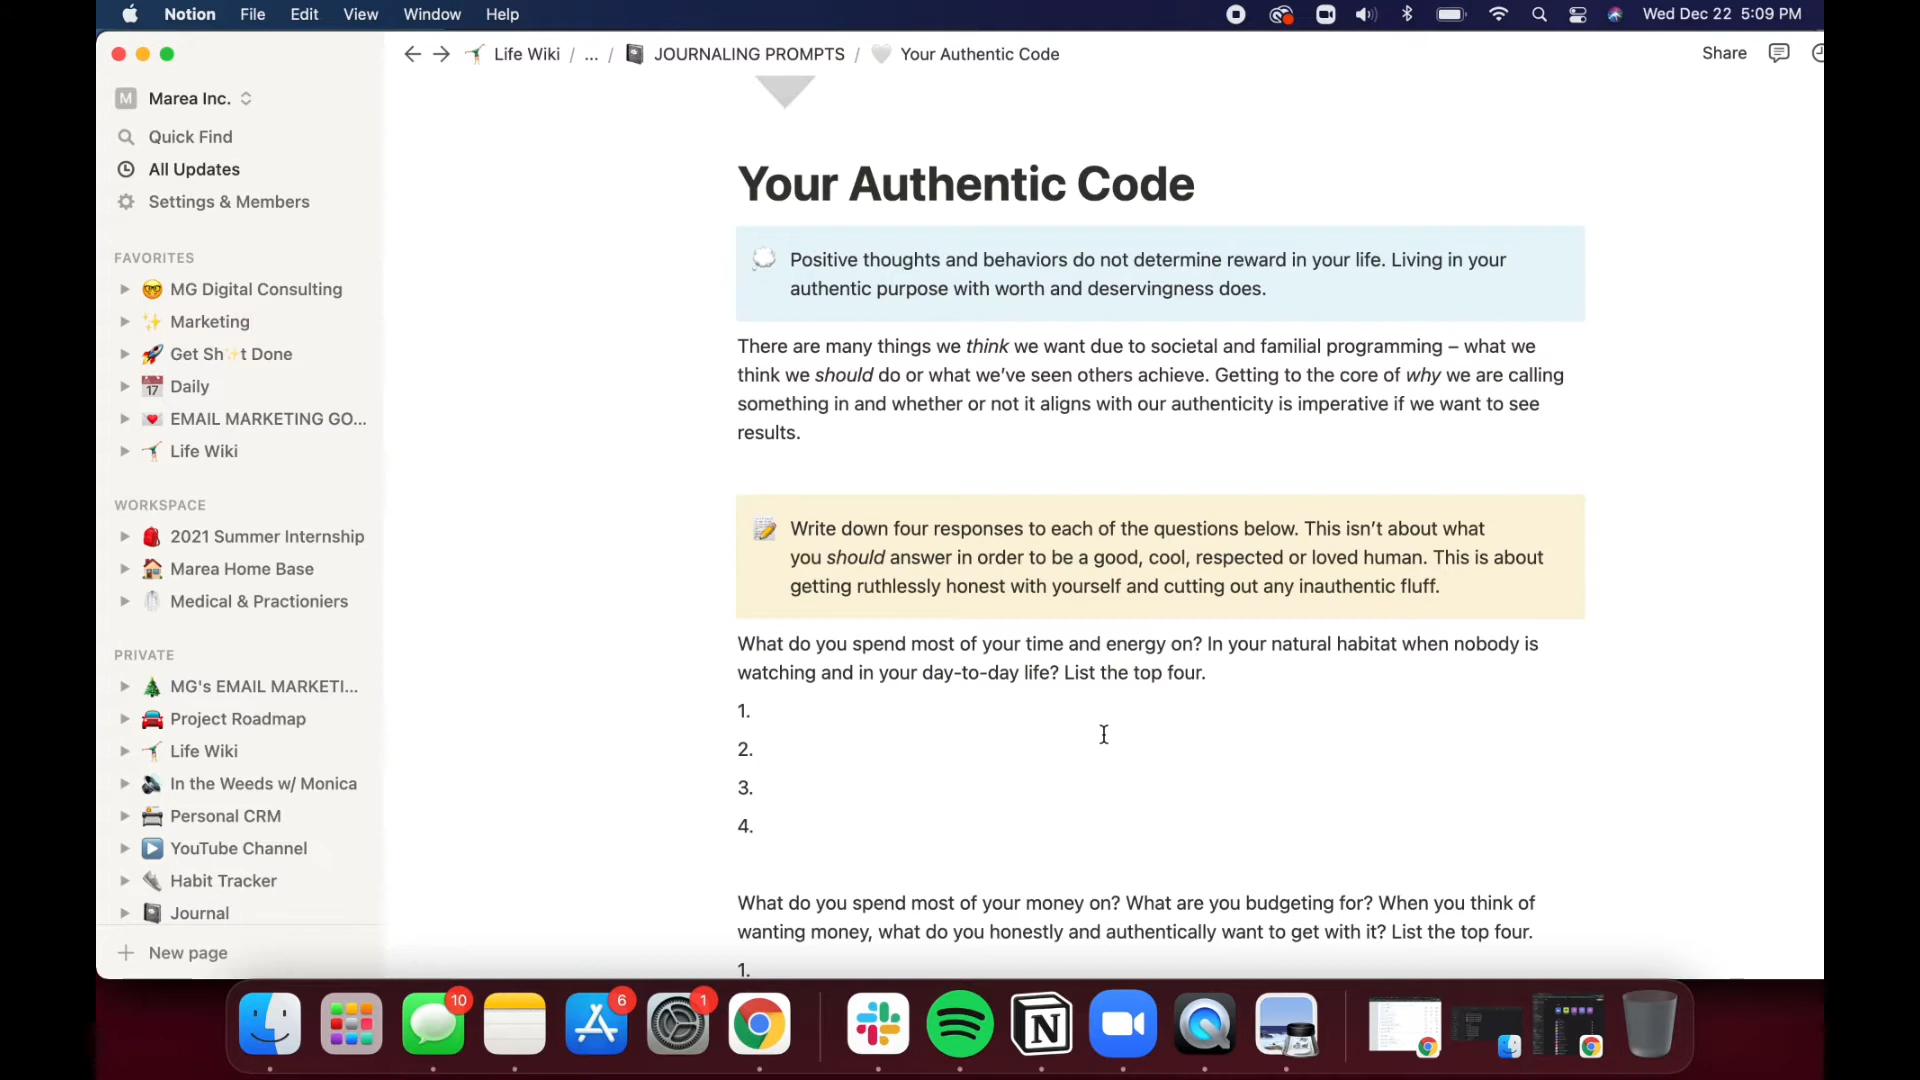 Notion File Edit View Window Help Wed Dec 22 5:09 PM
Life Wiki / ... / JOURNALING PROMPTS / Your Authentic Code Share
M Marea Inc.
Quick Find
All Updates
Settings & Members
FAVORITES
MG Digital Consulting
Marketing
Get Sh✨t Done
17 Daily
EMAIL MARKETING GO...
Life Wiki
WORKSPACE
2021 Summer Internship
Marea Home Base
Medical & Practioniers
PRIVATE
MG's EMAIL MARKETI...
Project Roadmap
Life Wiki
In the Weeds w/ Monica
Personal CRM
YouTube Channel
Habit Tracker
Journal
New page
Your Authentic Code
Positive thoughts and behaviors do not determine reward in your life. Living in your
authentic purpose with worth and deservingness does.
There are many things we think we want due to societal and familial programming – what we
think we should do or what we've seen others achieve. Getting to the core of why we are calling
something in and whether or not it aligns with our authenticity is imperative if we want to see
results.
Write down four responses to each of the questions below. This isn't about what
you should answer in order to be a good, cool, respected or loved human. This is about
getting ruthlessly honest with yourself and cutting out any inauthentic fluff.
What do you spend most of your time and energy on? In your natural habitat when nobody is
watching and in your day-to-day life? List the top four.
1.
2.
3.
4.
What do you spend most of your money on? What are you budgeting for? When you think of
wanting money, what do you honestly and authentically want to get with it? List the top four.
1.
10 6 1